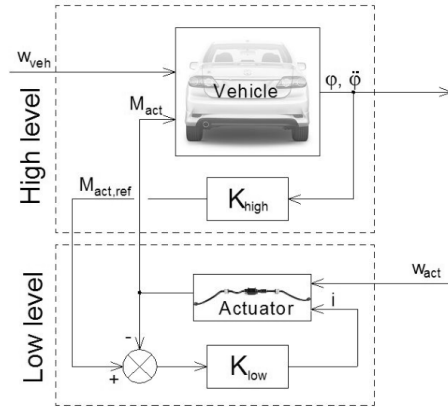 w_veh
Vehicle
φ, φ̈
M_act
High level
M_act,ref
K_high
w_act
i
Actuator
Low level
-
+
K_low